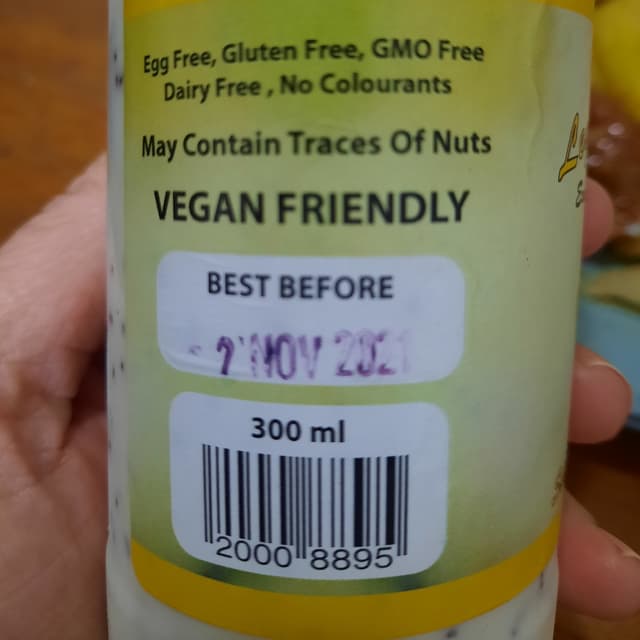 Egg Free, Gluten Free, GMO Free
Dairy Free , No Colourants
May Contain Traces Of Nuts
VEGAN FRIENDLY
BEST BEFORE
NOV 2021
300 ml
2000 8895